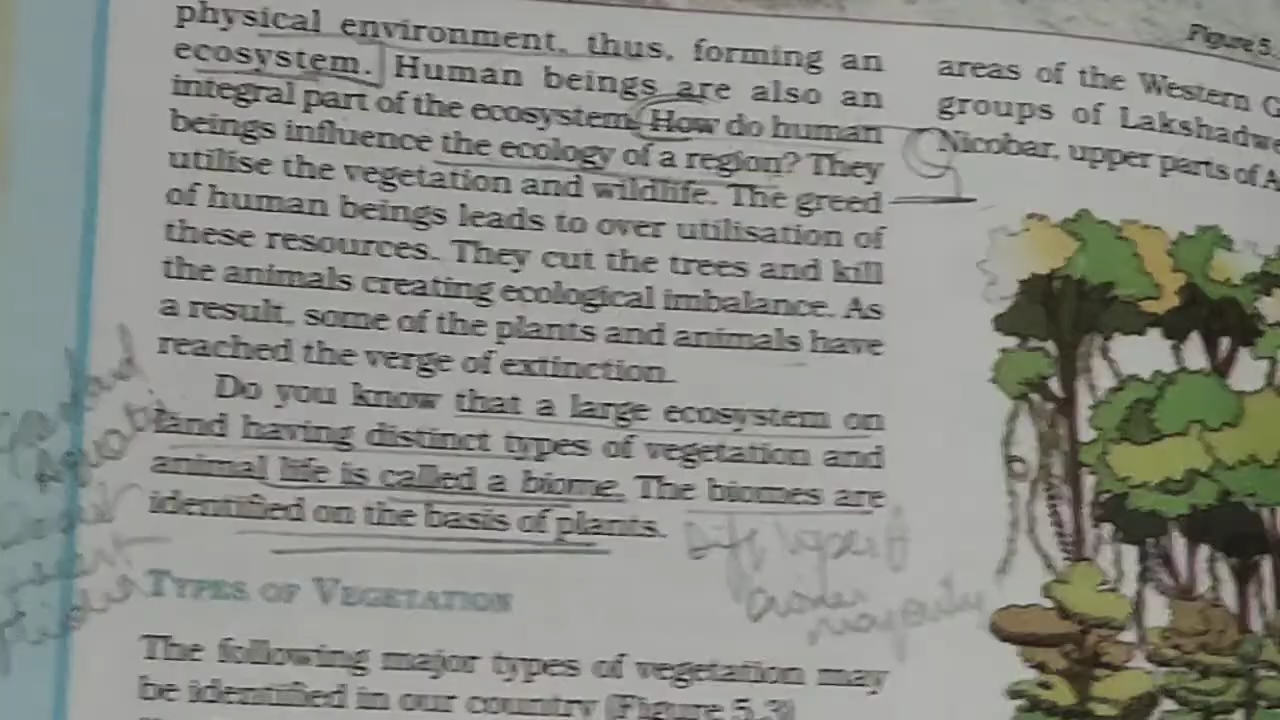 physical environment, thus, forming an
ecosystem. Human beings are also an
integral part of the ecosystem. How do human
beings influence the ecology of a region? They
utilise the vegetation and wildlife. The greed
of human beings leads to over utilisation of
these resources. They cut the trees and kill
the animals creating ecological imbalance. As
a result, some of the plants and animals have
reached the verge of extinction.
Do you know that a large ecosystem on
land having distinct types of vegetation and
animal life is called a biome. The biomes are
identified on the basis of plants.
TYPES OF VEGETATION
The following major types of vegetation may
be identified in our country (Figure 5.3)
Figure 5.
areas of the Western
groups of
Nicobar, upper parts of